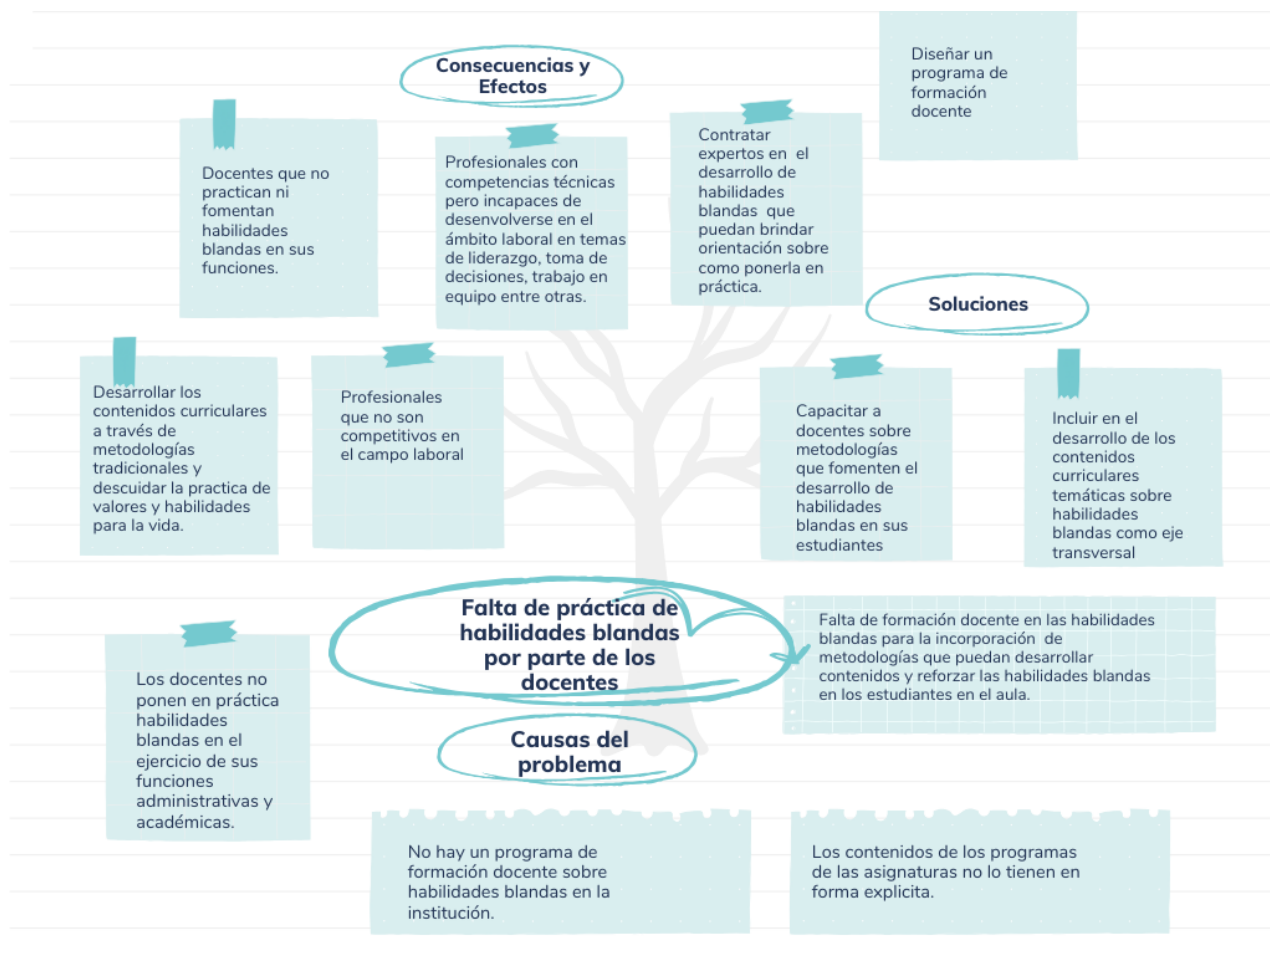 Consecuencias y
Efectos
Diseñar un
programa de
formación
docente
Docentes que no
practican ni
fomentan
habilidades
blandas en sus
funciones.
Profesionales con
competencias técnicas
pero incapaces de
desenvolverse en el
ámbito laboral en temas
de liderazgo, toma de
decisiones, trabajo en
equipo entre otras.
Contratar
expertos en el
desarrollo de
habilidades
blandas que
puedan brindar
orientación sobre
como ponerla en
práctica.
Soluciones
Desarrollar los
contenidos curriculares
a través de
metodologías
tradicionales y
descuidar la practica de
valores y habilidades
para la vida.
Profesionales
que no son
competitivos en
el campo laboral
Capacitar a
docentes sobre
metodologías
que fomenten el
desarrollo de
habilidades
blandas en sus
estudiantes
Incluir en el
desarrollo de los
contenidos
curriculares
temáticas sobre
habilidades
blandas como eje
transversal
Falta de práctica de
habilidades blandas
por parte de los
docentes
Falta de formación docente en las habilidades
blandas para la incorporación de
metodologías que puedan desarrollar
contenidos y reforzar las habilidades blandas
en los estudiantes en el aula.
Los docentes no
ponen en práctica
habilidades
blandas en el
ejercicio de sus
funciones
administrativas y
académicas.
Causas del
problema
No hay un programa de
formación docente sobre
habilidades blandas en la
institución.
Los contenidos de los programas
de las asignaturas no lo tienen en
forma explicita.